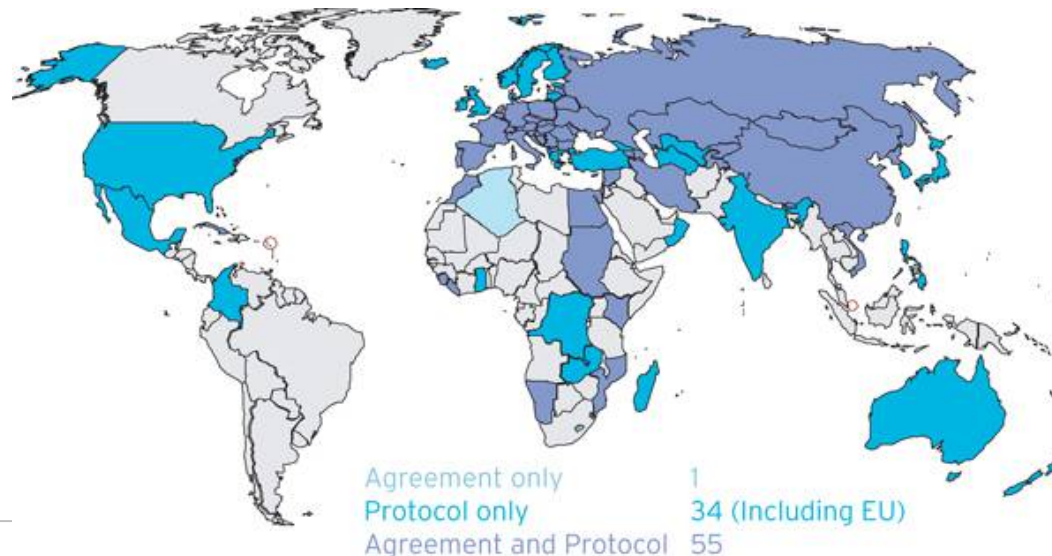 Agreement only 1
Protocol only 34 (Including EU)
Agreement and Protocol 55